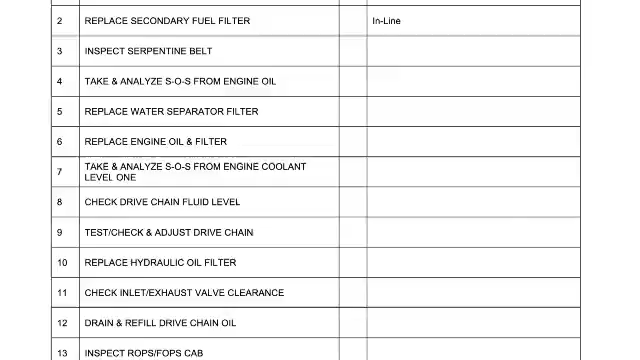 2 REPLACE SECONDARY FUEL FILTER In-Line
3 INSPECT SERPENTINE BELT
4 TAKE & ANALYZE S-O-S FROM ENGINE OIL
5 REPLACE WATER SEPARATOR FILTER
6 REPLACE ENGINE OIL & FILTER
7 TAKE & ANALYZE S-O-S FROM ENGINE COOLANT
LEVEL ONE
8 CHECK DRIVE CHAIN FLUID LEVEL
9 TEST/CHECK & ADJUST DRIVE CHAIN
10 REPLACE HYDRAULIC OIL FILTER
11 CHECK INLET/EXHAUST VALVE CLEARANCE
12 DRAIN & REFILL DRIVE CHAIN OIL
13 INSPECT ROPS/FOPS CAB